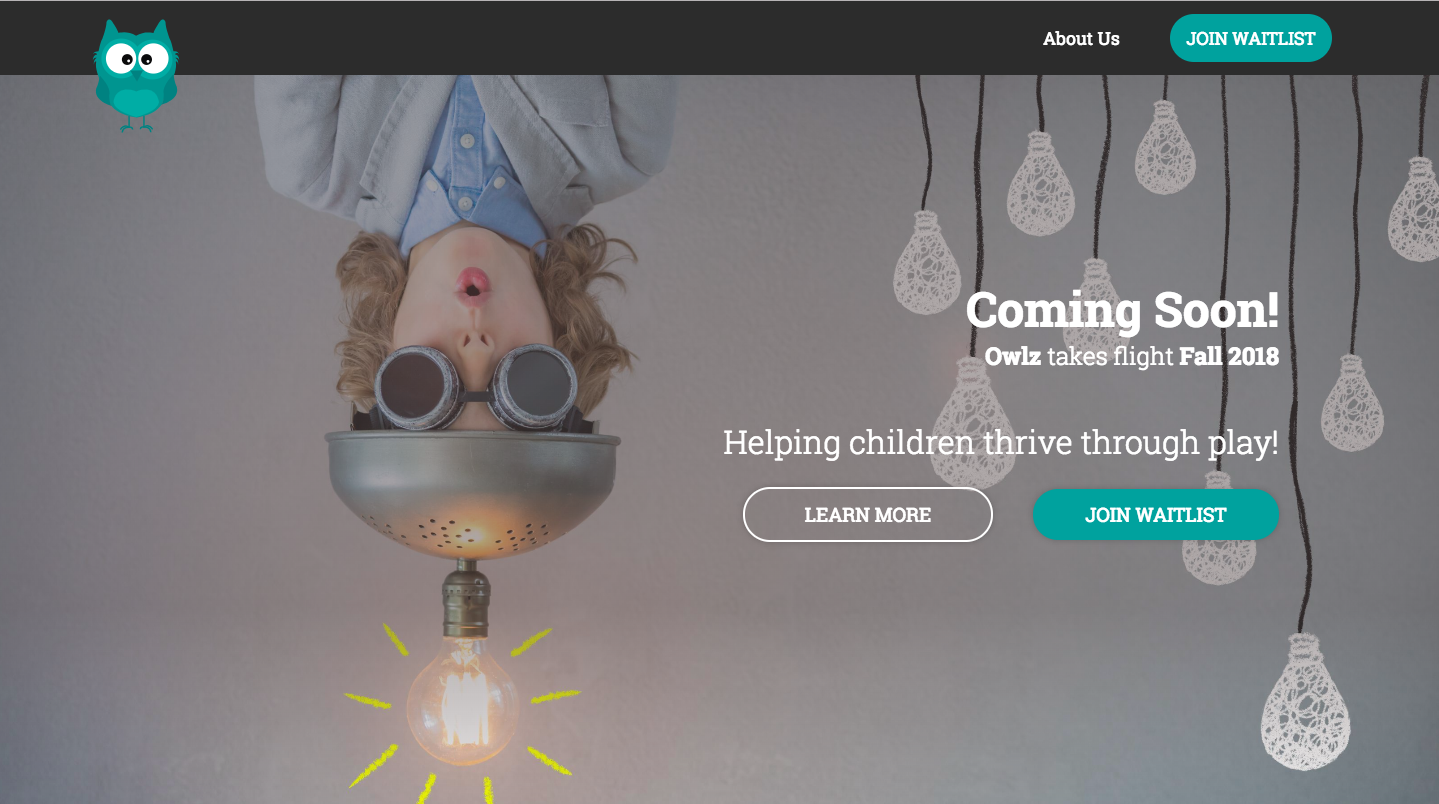 About Us
JOIN WAITLIST
Coming Soon!
Owlz takes flight Fall 2018
Helping children thrive through play!
LEARN MORE
JOIN WAITLIST